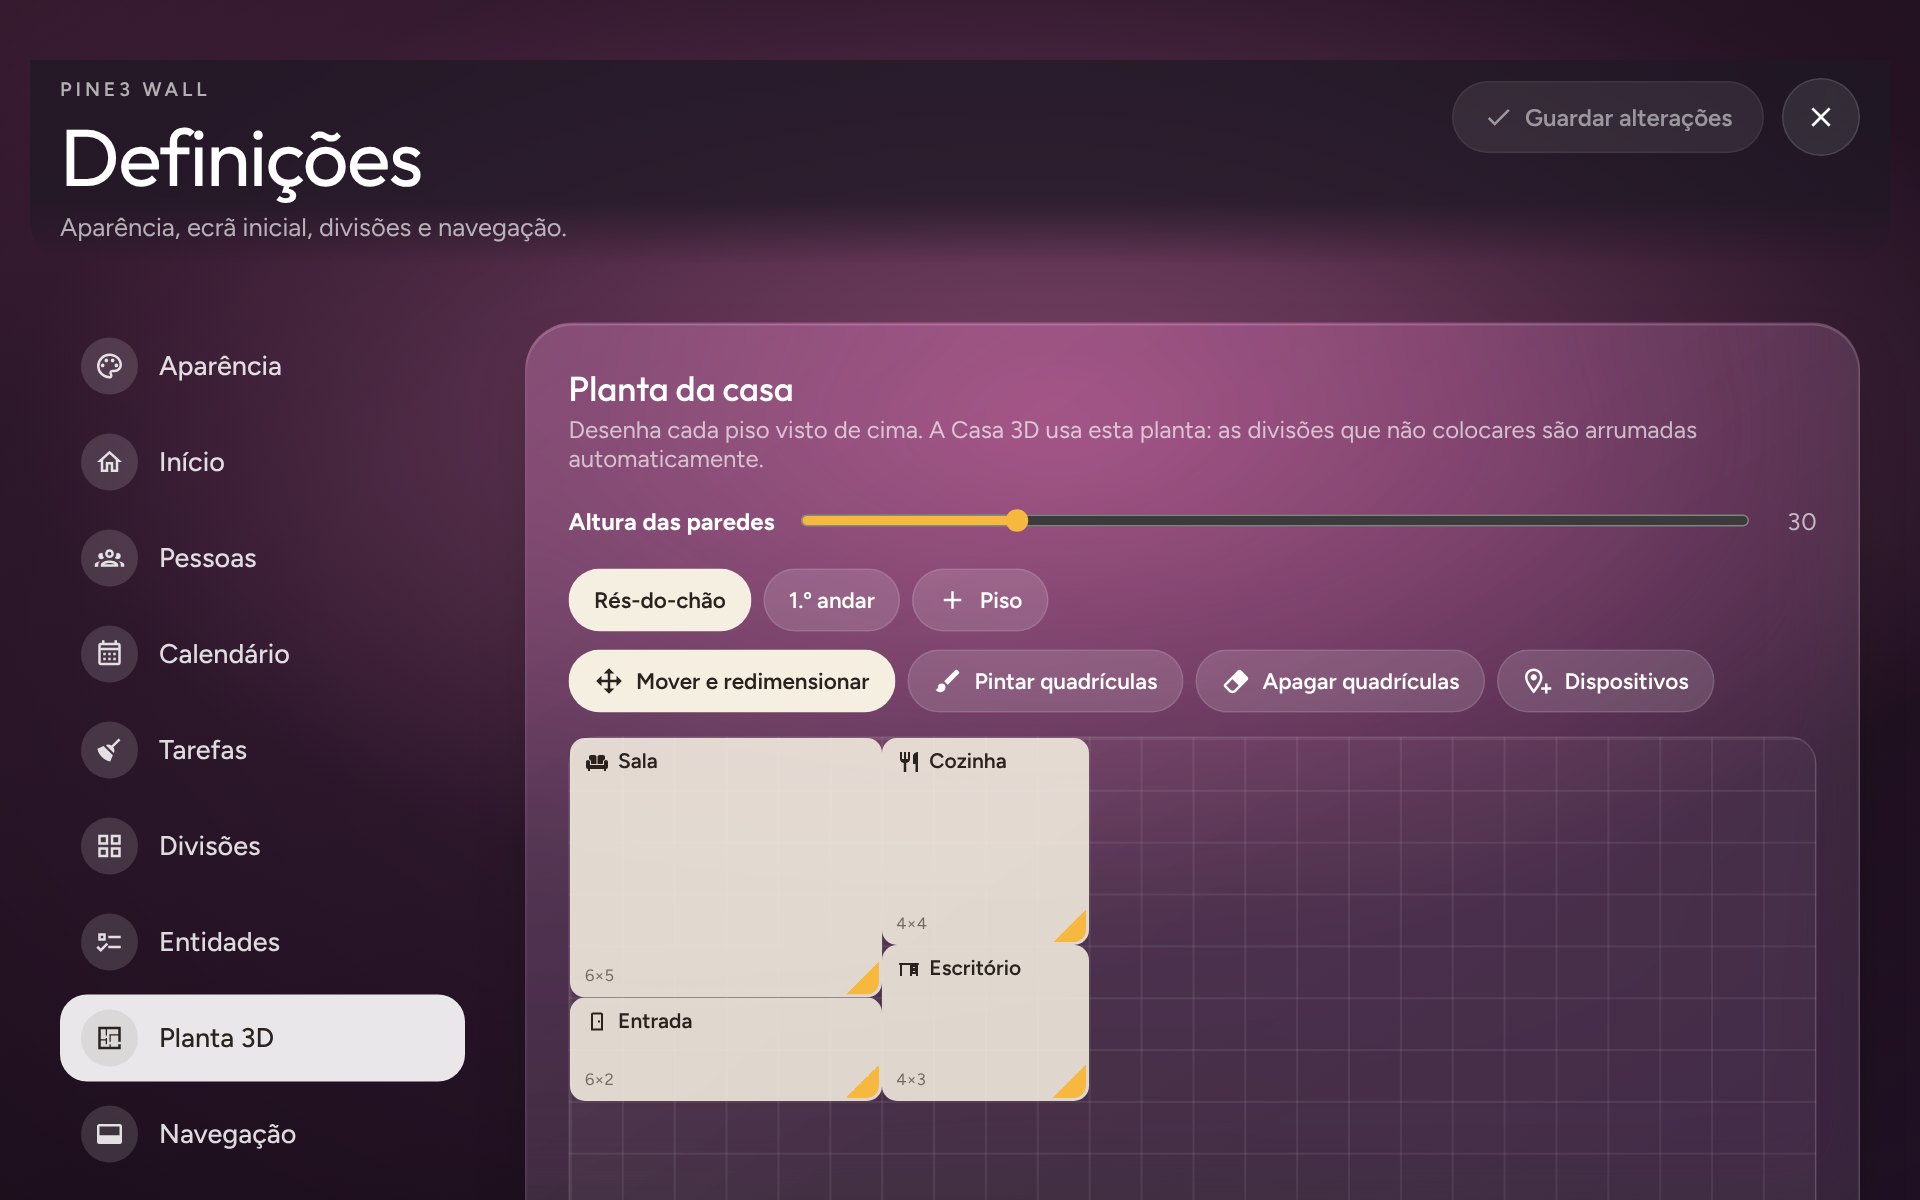 PINE3 WALL
Definições
Aparência, ecrã inicial, divisões e navegação.
Guardar alterações
Aparência
Início
Pessoas
Calendário
Tarefas
Divisões
Entidades
Planta 3D
Navegação
Planta da casa
Desenha cada piso visto de cima. A Casa 3D usa esta planta: as divisões que não colocares são arrumadas
automaticamente.
Altura das paredes 30
Rés-do-chão 1.º andar Piso
Mover e redimensionar Pintar quadrículas Apagar quadrículas Dispositivos
Sala
6×5
Cozinha
4×4
Entrada
6×2
Escritório
4×3